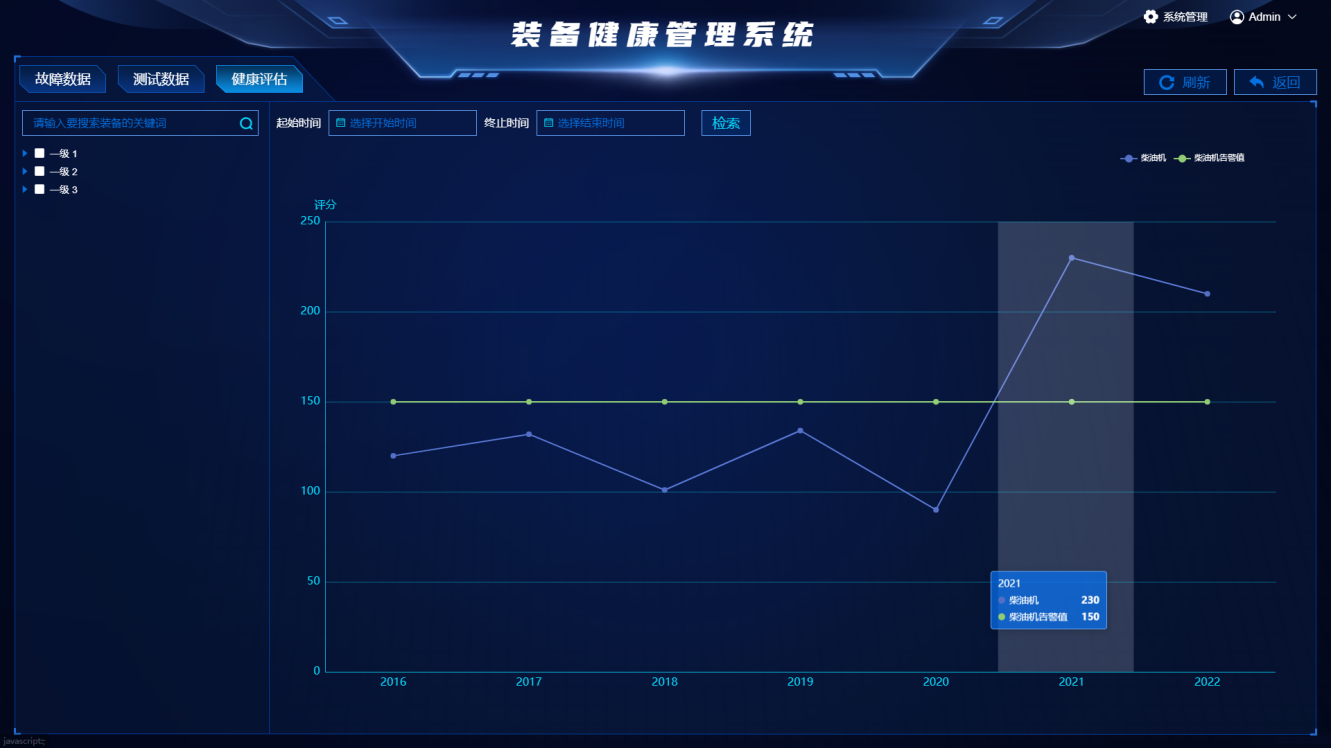 装备健康管理系统
系统管理 Admin
故障数据 测试数据 健康评估
刷新 返回
请输入要搜索装备的关键词
起始时间 选择开始时间 终止时间 选择结束时间 检索
一级 1
一级 2
一级 3
柴油机 柴油机告警值
评分
250
200
150
100
50
0
2021
柴油机 230
柴油机告警值 150
2016 2017 2018 2019 2020 2021 2022
javascript:;